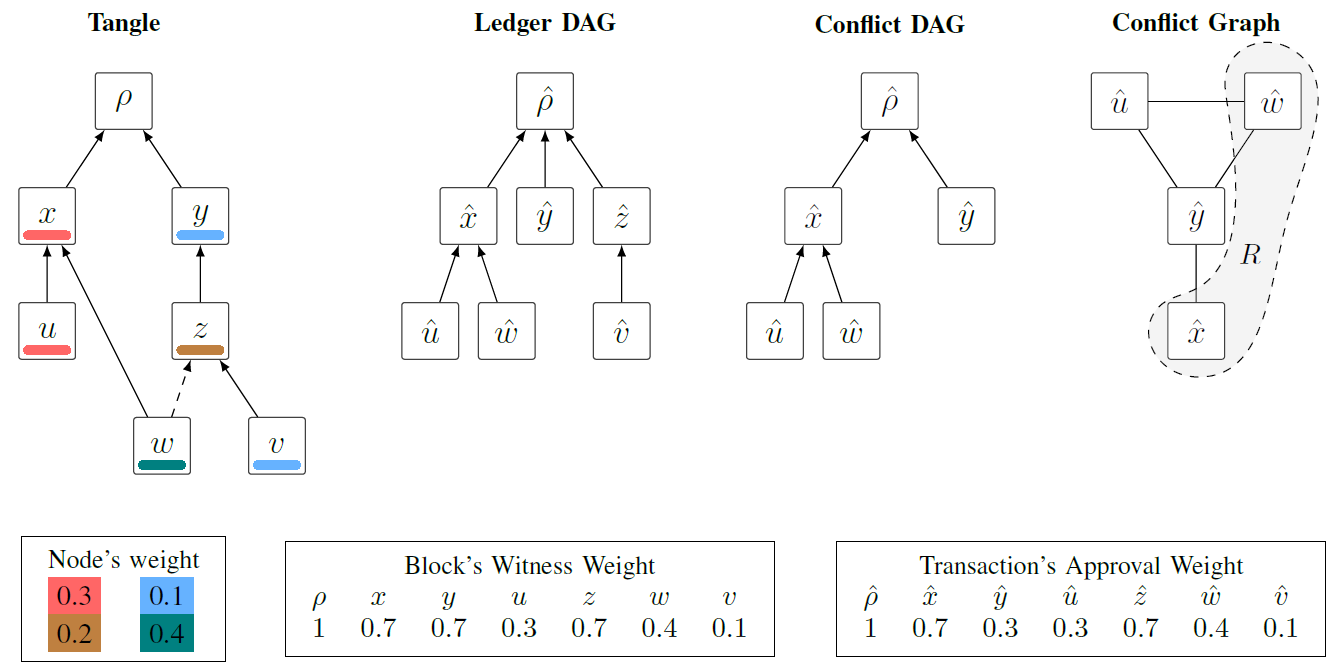 Tangle
ρ
x
y
u
z
w
v
Ledger DAG
ρ̂
x̂
ŷ
ẑ
û
ŵ
v̂
Conflict DAG
ρ̂
x̂
ŷ
û
ŵ
Conflict Graph
û
ŵ
ŷ
R
x̂
Node's weight
0.3 0.1
0.2 0.4
Block's Witness Weight
ρ x y u z w v
1 0.7 0.7 0.3 0.7 0.4 0.1
Transaction's Approval Weight
ρ̂ x̂ ŷ û ẑ ŵ v̂
1 0.7 0.3 0.3 0.7 0.4 0.1